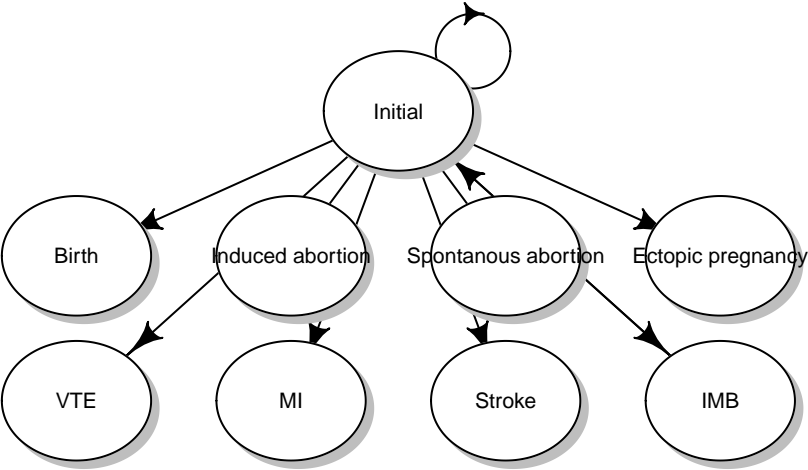 Initial
Birth
Induced abortion
Spontanous abortion
Ectopic pregnancy
VTE
MI
Stroke
IMB